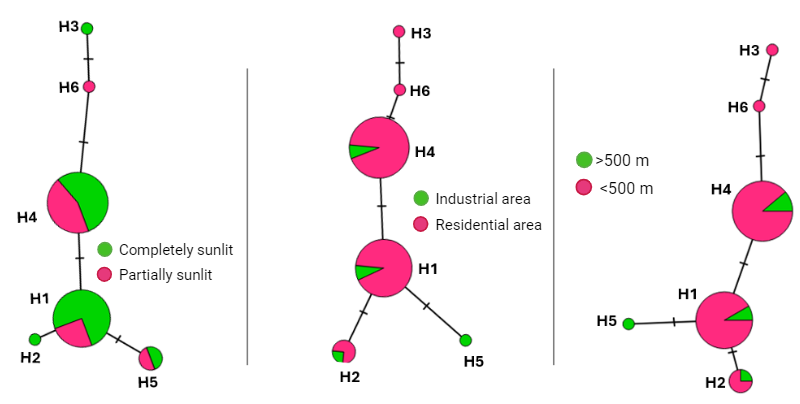 H3
H6
H4
Completely sunlit
Partially sunlit
H1
H2
H5
H3
H6
H4
Industrial area
Residential area
H1
H2
H5
H3
H6
>500 m
<500 m
H4
H1
H5
H2